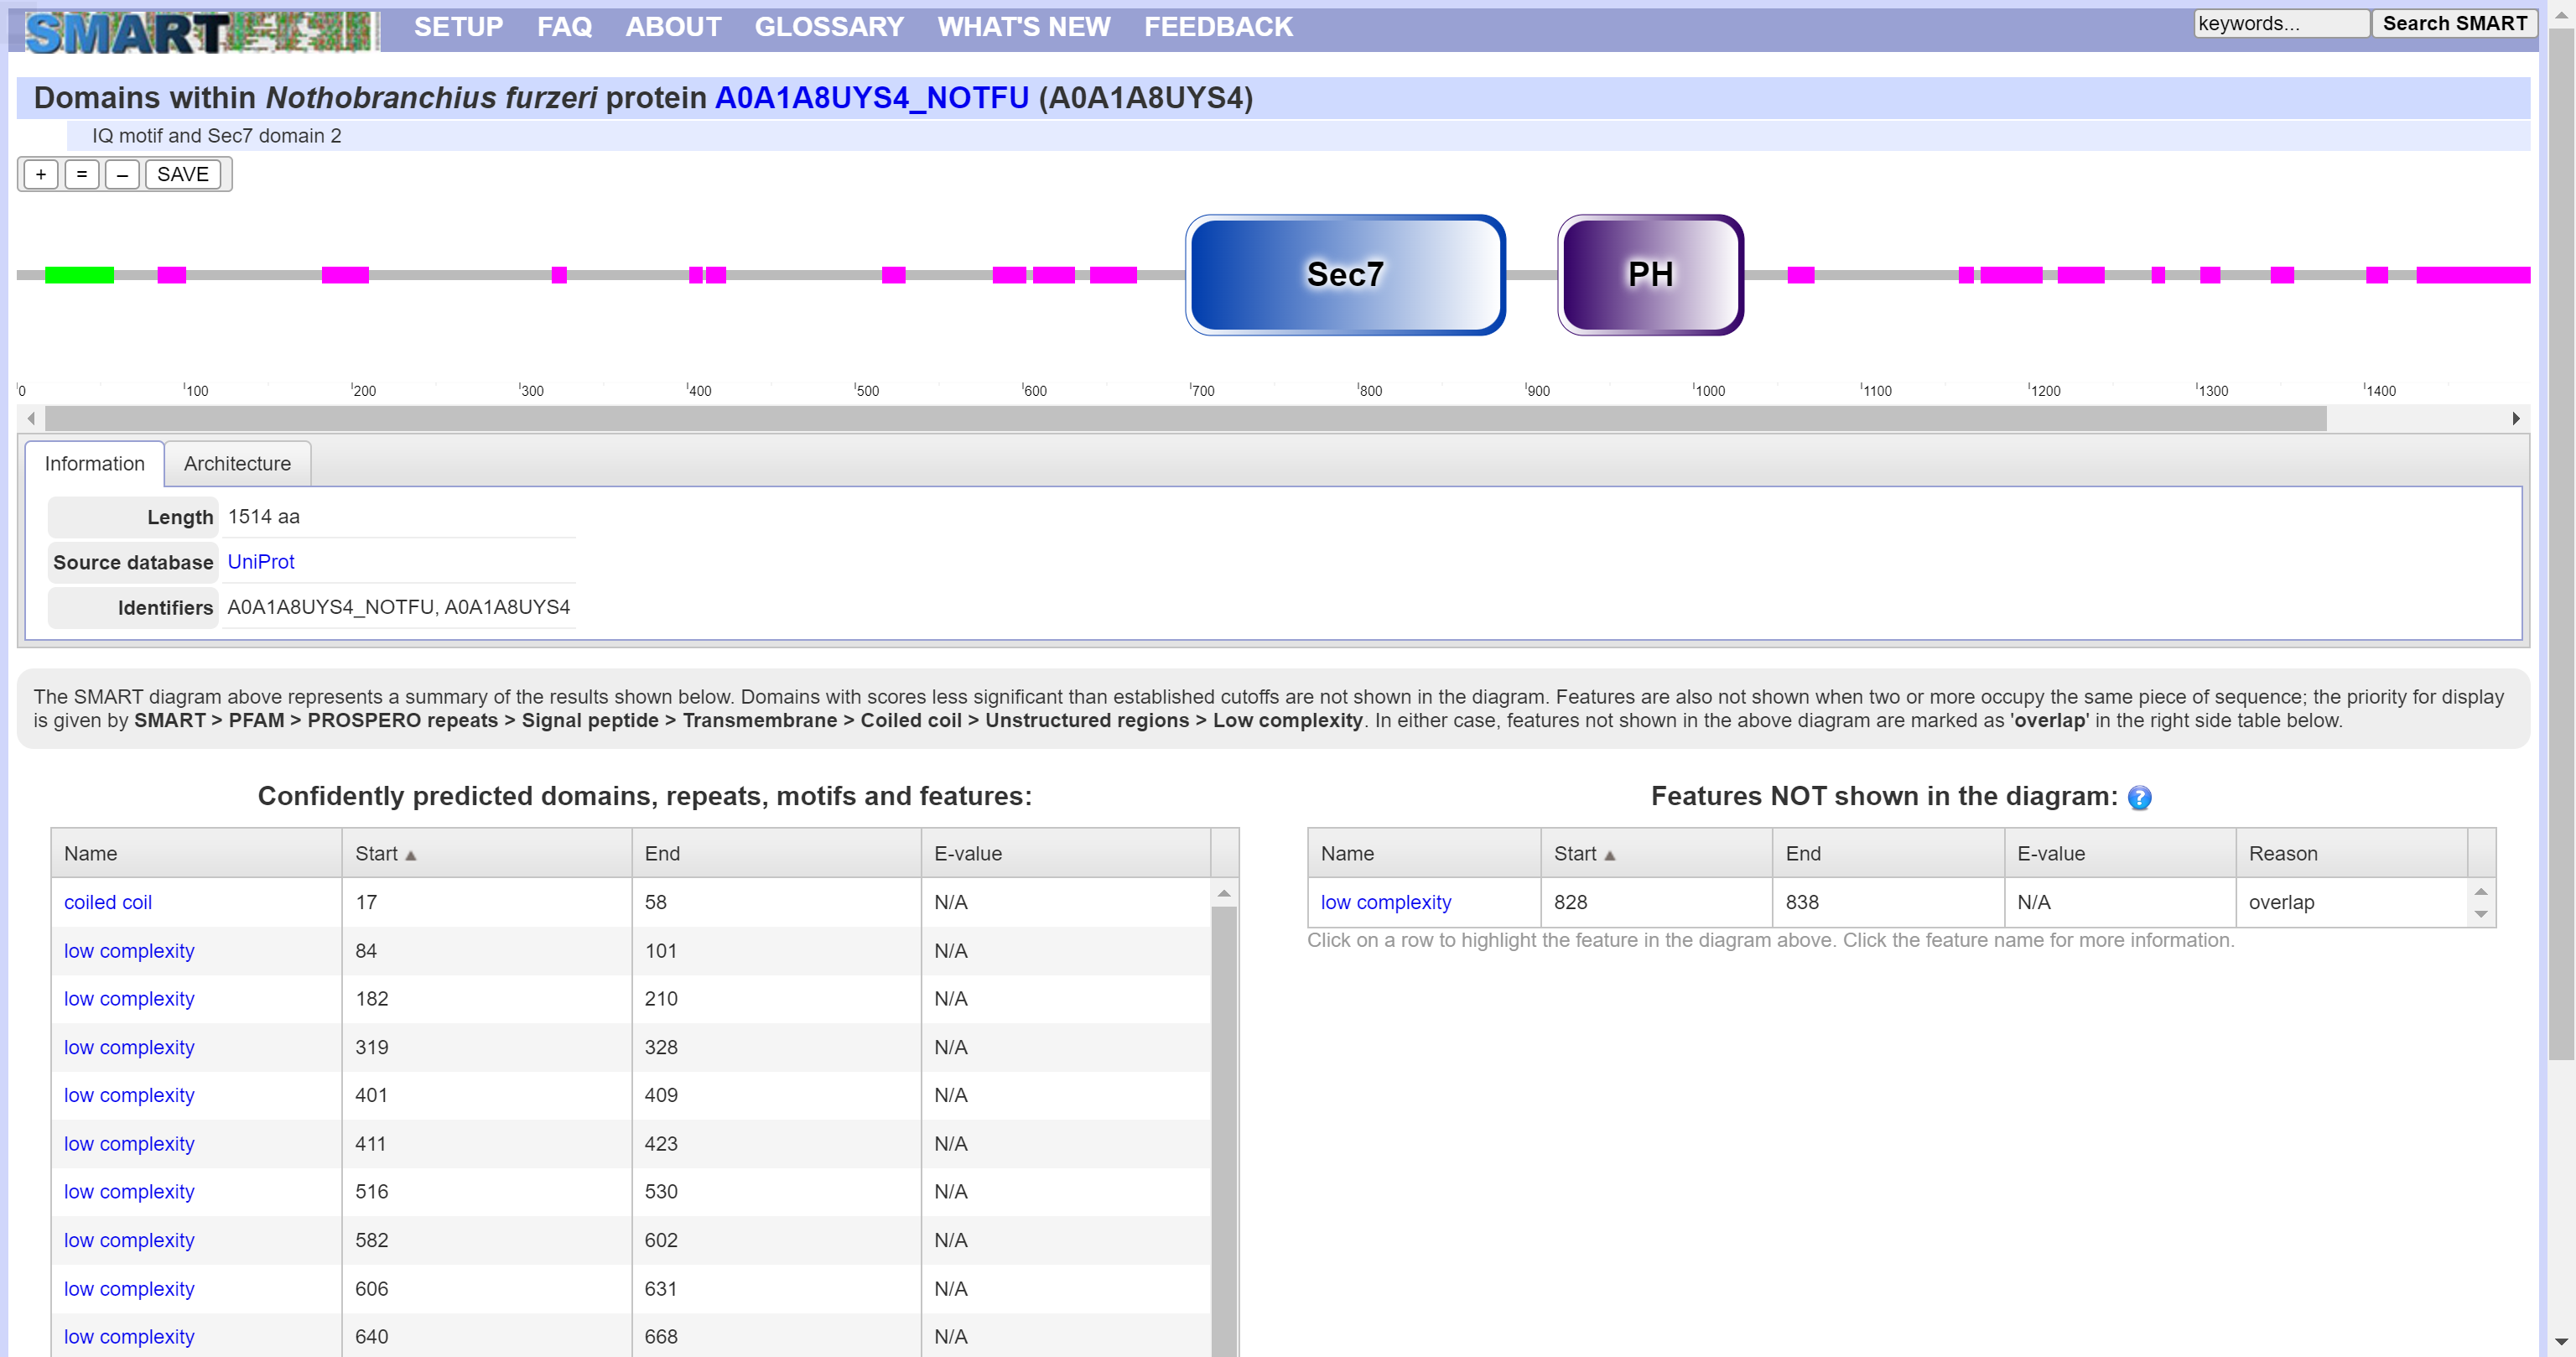 SMART SETUP FAQ ABOUT GLOSSARY WHAT'S NEW FEEDBACK keywords... Search SMART
Domains within Nothobranchius furzeri protein A0A1A8UYS4_NOTFU (A0A1A8UYS4)
IQ motif and Sec7 domain 2
+ = – SAVE
Sec7 PH
0 100 200 300 400 500 600 700 800 900 1000 1100 1200 1300 1400
Information Architecture
Length 1514 aa
Source database UniProt
Identifiers A0A1A8UYS4_NOTFU, A0A1A8UYS4
The SMART diagram above represents a summary of the results shown below. Domains with scores less significant than established cutoffs are not shown in the diagram. Features are also not shown when two or more occupy the same piece of sequence; the priority for display
is given by SMART > PFAM > PROSPERO repeats > Signal peptide > Transmembrane > Coiled coil > Unstructured regions > Low complexity. In either case, features not shown in the above diagram are marked as 'overlap' in the right side table below.
Confidently predicted domains, repeats, motifs and features:
Name Start End E-value
coiled coil 17 58 N/A
low complexity 84 101 N/A
low complexity 182 210 N/A
low complexity 319 328 N/A
low complexity 401 409 N/A
low complexity 411 423 N/A
low complexity 516 530 N/A
low complexity 582 602 N/A
low complexity 606 631 N/A
low complexity 640 668 N/A
Features NOT shown in the diagram: ?
Name Start End E-value Reason
low complexity 828 838 N/A overlap
Click on a row to highlight the feature in the diagram above. Click the feature name for more information.